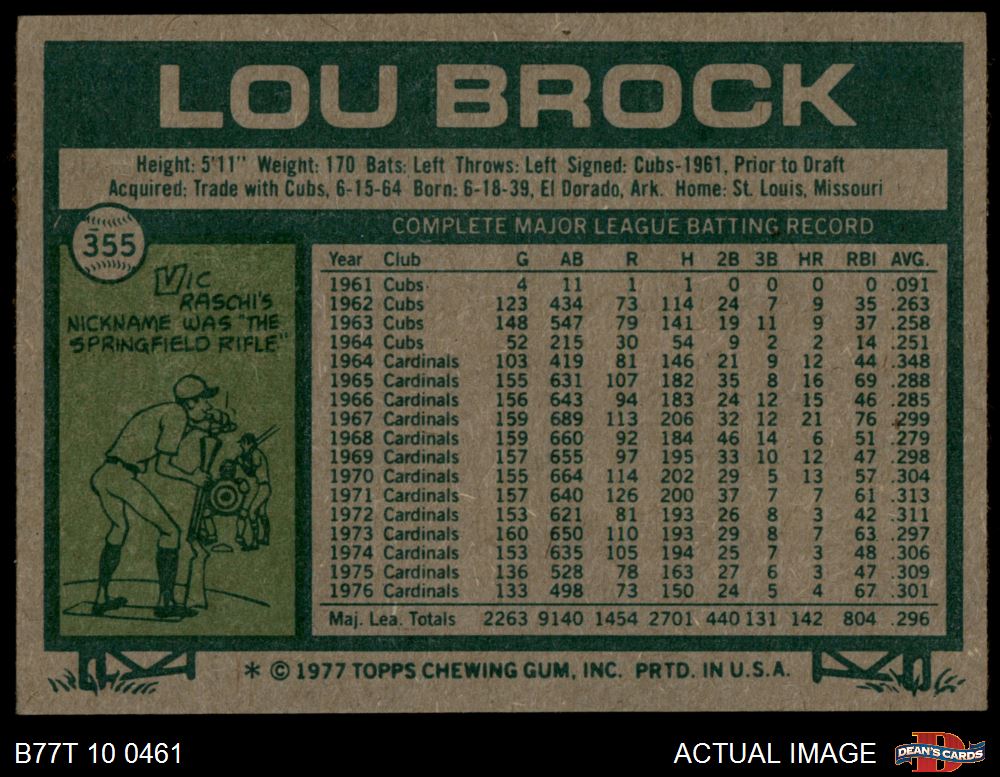 LOU BROCK
Height: 5'11" Weight: 170 Bats: Left Throws: Left Signed: Cubs-1961, Prior to Draft
Acquired: Trade with Cubs, 6-15-64 Born: 6-18-39, El Dorado, Ark. Home: St. Louis, Missouri
355
VIC
RASCHI'S
NICKNAME WAS "THE
SPRINGFIELD RIFLE"
COMPLETE MAJOR LEAGUE BATTING RECORD
Year Club G AB R H 2B 3B HR RBI AVG.
1961 Cubs 4 11 1 1 0 0 0 0 .091
1962 Cubs 123 434 73 114 24 7 9 35 .263
1963 Cubs 148 547 79 141 19 11 9 37 .258
1964 Cubs 52 215 30 54 9 2 2 14 .251
1964 Cardinals 103 419 81 146 21 9 12 44 .348
1965 Cardinals 155 631 107 182 35 8 16 69 .288
1966 Cardinals 156 643 94 183 24 12 15 46 .285
1967 Cardinals 159 689 113 206 32 12 21 76 .299
1968 Cardinals 159 660 92 184 46 14 6 51 .279
1969 Cardinals 157 655 97 195 33 10 12 47 .298
1970 Cardinals 155 664 114 202 29 5 13 57 .304
1971 Cardinals 157 640 126 200 37 7 7 61 .313
1972 Cardinals 153 621 81 193 26 8 3 42 .311
1973 Cardinals 160 650 110 193 29 8 7 63 .297
1974 Cardinals 153 635 105 194 25 7 3 48 .306
1975 Cardinals 136 528 78 163 27 6 3 47 .309
1976 Cardinals 133 498 73 150 24 5 4 67 .301
Maj. Lea. Totals 2263 9140 1454 2701 440 131 142 804 .296
* © 1977 TOPPS CHEWING GUM, INC. PRTD. IN U.S.A.
B77T 10 0461
ACTUAL IMAGE
D
DEAN'S CARDS